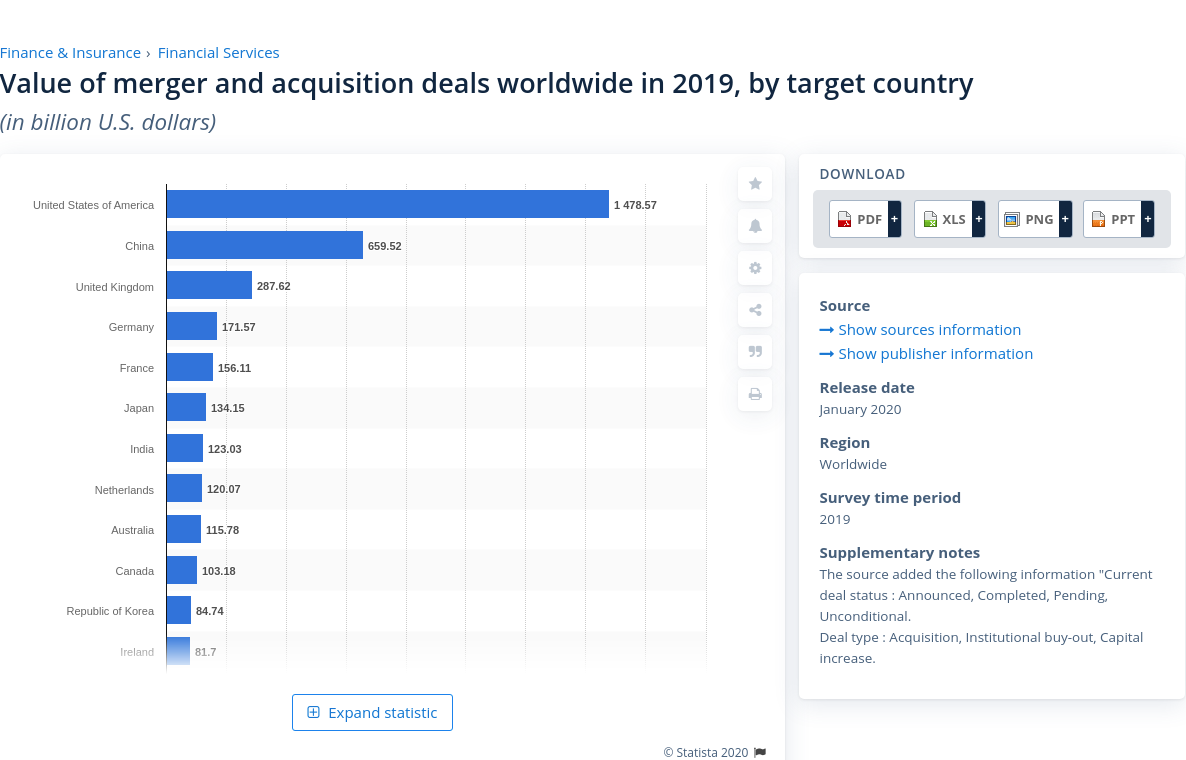 Finance & Insurance › Financial Services
Value of merger and acquisition deals worldwide in 2019, by target country
(in billion U.S. dollars)
United States of America 1 478.57
China 659.52
United Kingdom 287.62
Germany 171.57
France 156.11
Japan 134.15
India 123.03
Netherlands 120.07
Australia 115.78
Canada 103.18
Republic of Korea 84.74
Ireland 81.7
Expand statistic
© Statista 2020
DOWNLOAD
PDF + XLS + PNG + PPT +
Source
Show sources information
Show publisher information
Release date
January 2020
Region
Worldwide
Survey time period
2019
Supplementary notes
The source added the following information "Current
deal status : Announced, Completed, Pending,
Unconditional.
Deal type : Acquisition, Institutional buy-out, Capital
increase.